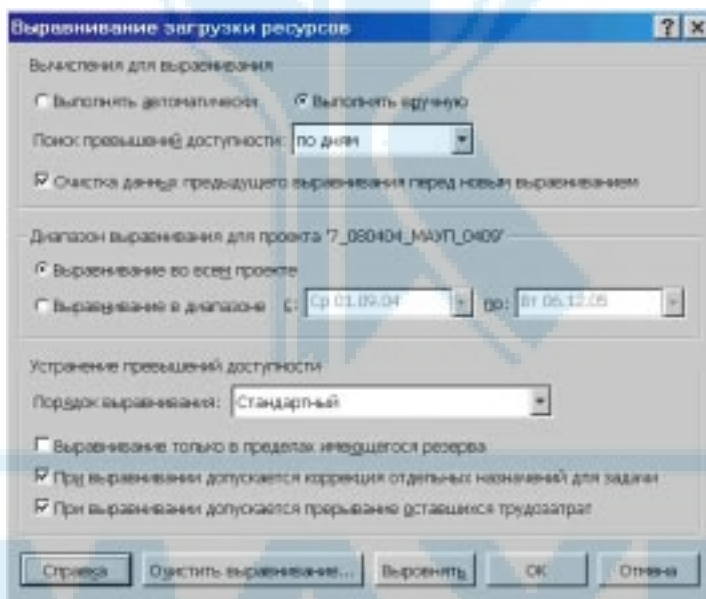 Выравнивание загрузки ресурсов
Вычисления для выравнивания
Выполнять автоматически Выполнять вручную
Поиск превышений доступности: по дням
Очистка данных предыдущего выравнивания перед новым выравниванием
Диапазон выравнивания для проекта '7_080404_МАУП_0409'
Выравнивание во всем проекте
Выравнивание в диапазоне с: Ср 01.09.04 по: Вт 06.12.05
Устранение превышений доступности
Порядок выравнивания: Стандартный
Выравнивание только в пределах имеющегося резерва
При выравнивании допускается коррекция отдельных назначений для задачи
При выравнивании допускается прерывание оставшихся трудозатрат
Справка Очистить выравнивание... Выровнять ОК Отмена